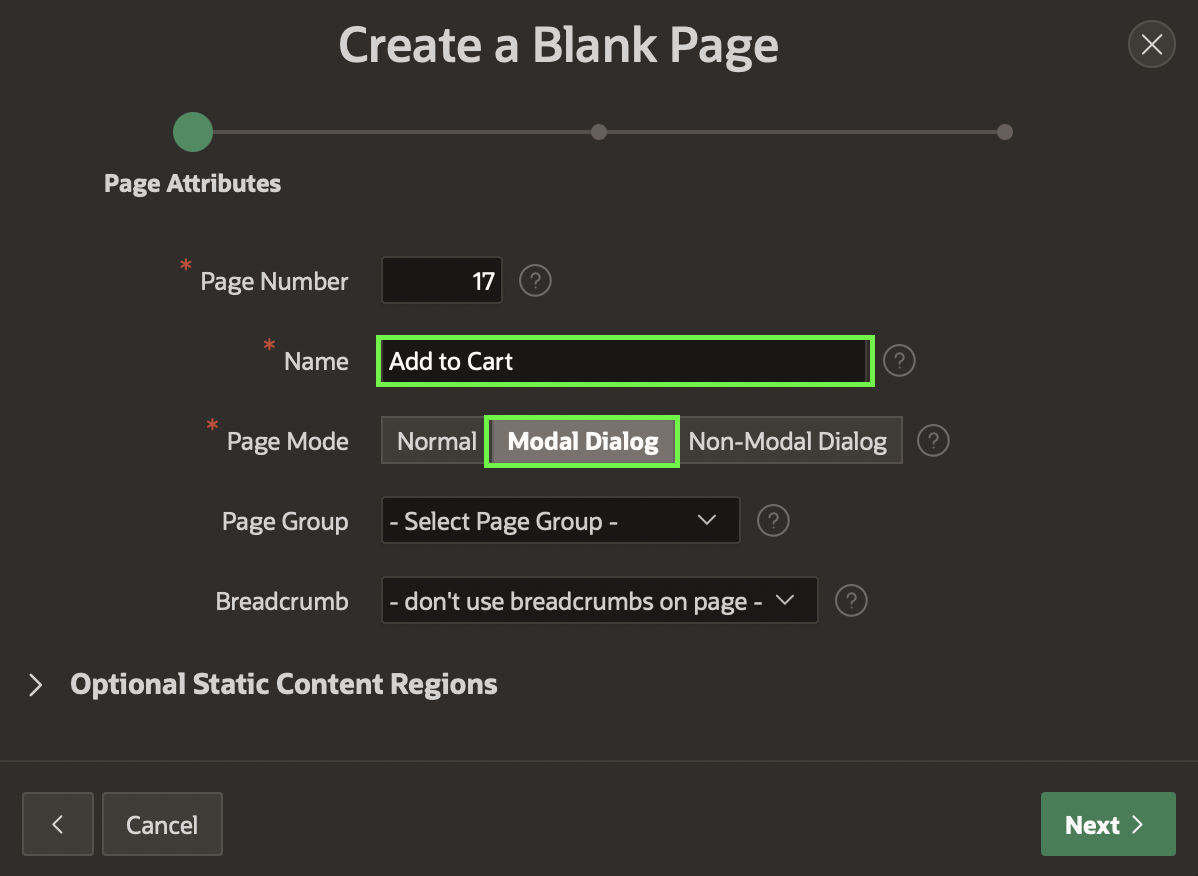 Create a Blank Page
Page Attributes
* Page Number 17 ?
* Name Add to Cart ?
* Page Mode Normal Modal Dialog Non-Modal Dialog ?
Page Group - Select Page Group - ?
Breadcrumb - don't use breadcrumbs on page - ?
Optional Static Content Regions
Cancel Next